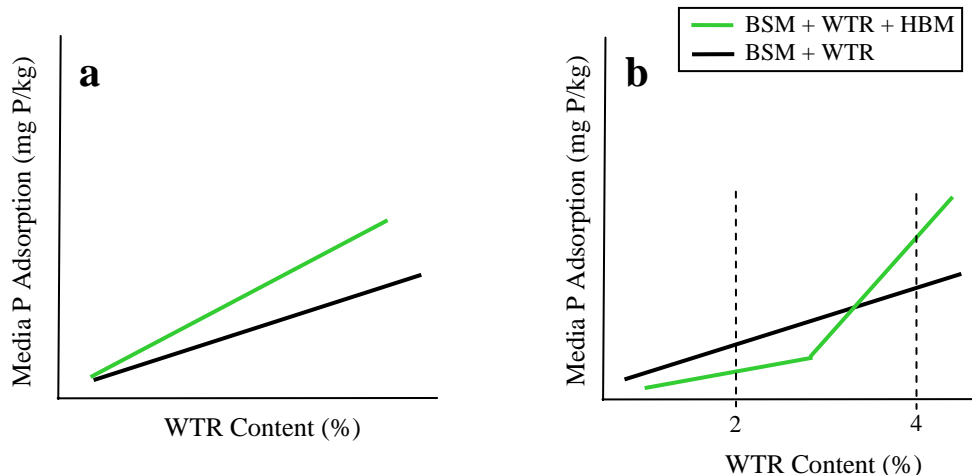 a
Media P Adsorption (mg P/kg)
WTR Content (%)
b
BSM + WTR + HBM
BSM + WTR
Media P Adsorption (mg P/kg)
2
4
WTR Content (%)